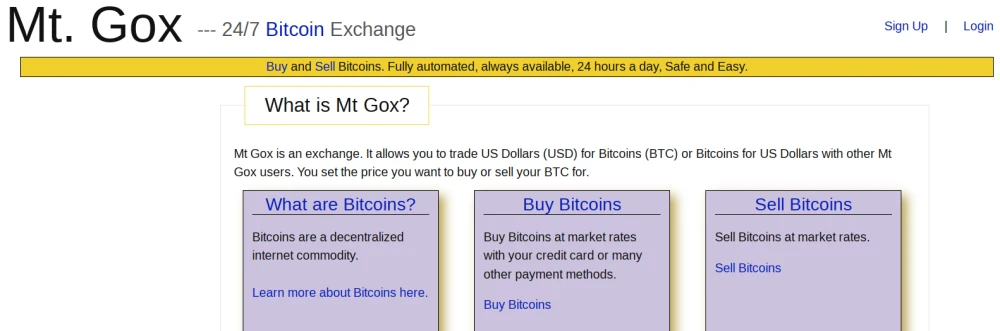 Mt. Gox --- 24/7 Bitcoin Exchange
Sign Up | Login
Buy and Sell Bitcoins. Fully automated, always available, 24 hours a day, Safe and Easy.
What is Mt Gox?
Mt Gox is an exchange. It allows you to trade US Dollars (USD) for Bitcoins (BTC) or Bitcoins for US Dollars with other Mt
Gox users. You set the price you want to buy or sell your BTC for.
What are Bitcoins?
Bitcoins are a decentralized
internet commodity.
Learn more about Bitcoins here.
Buy Bitcoins
Buy Bitcoins at market rates
with your credit card or many
other payment methods.
Buy Bitcoins
Sell Bitcoins
Sell Bitcoins at market rates.
Sell Bitcoins